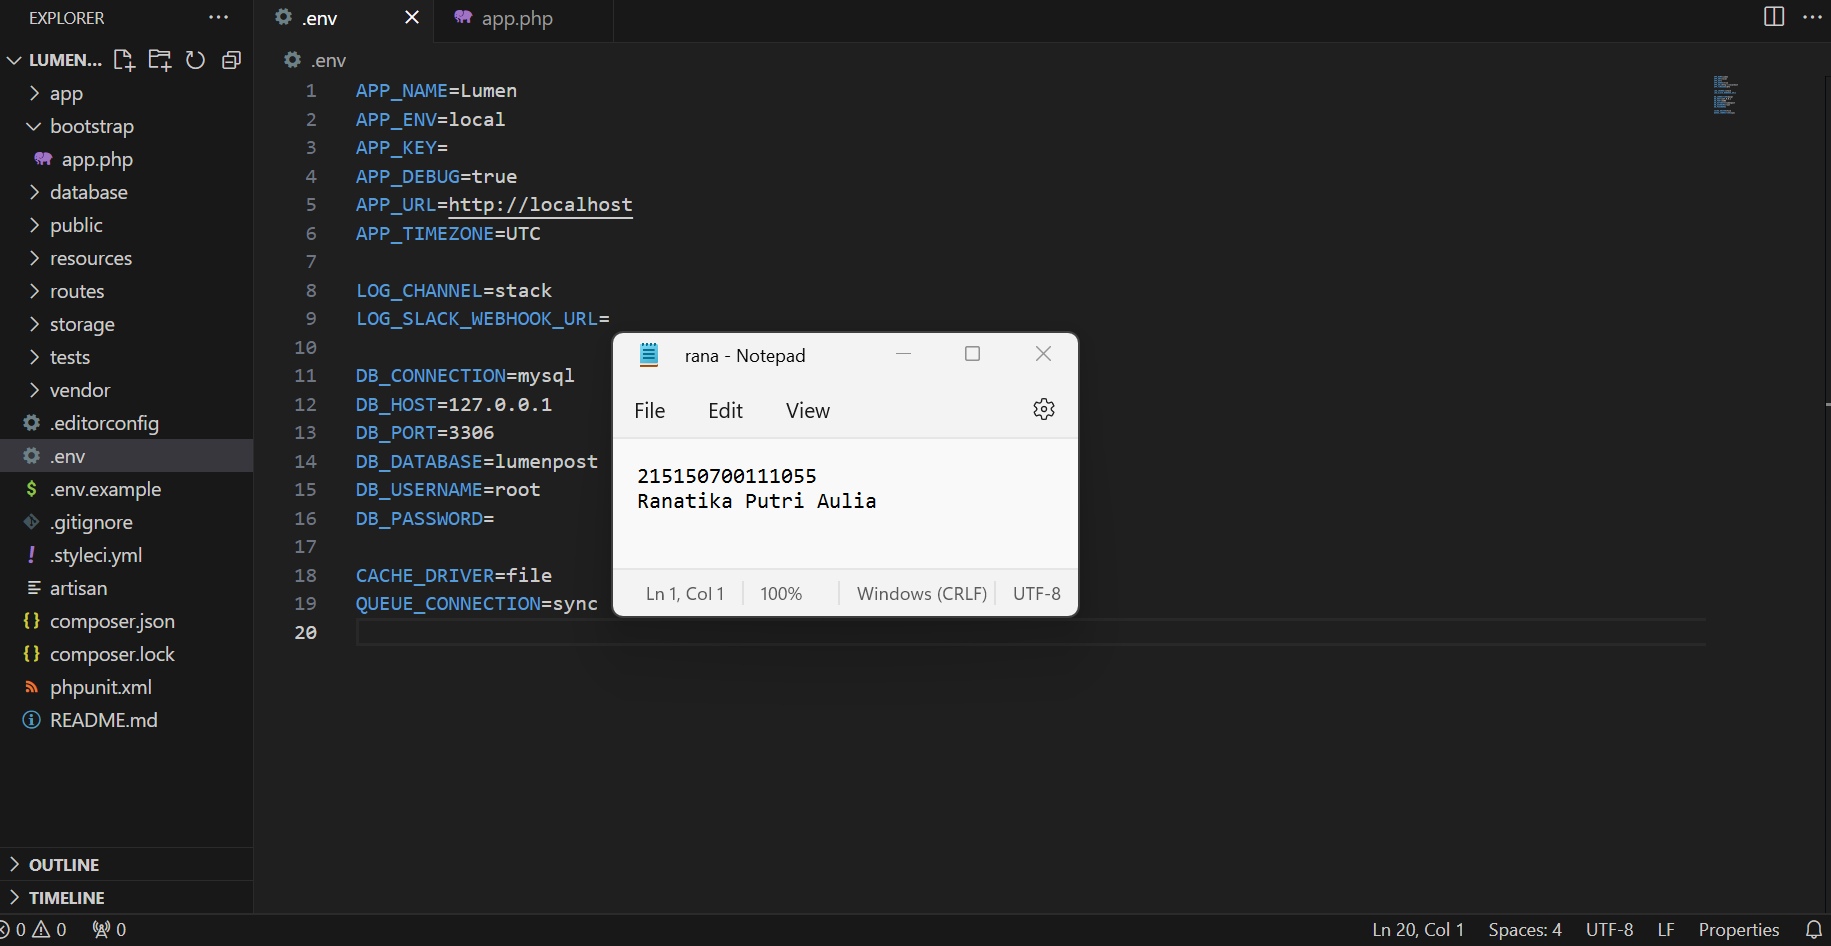 EXPLORER
LUMEN...
app
bootstrap
app.php
database
public
resources
routes
storage
tests
vendor
.editorconfig
.env
.env.example
.gitignore
.styleci.yml
artisan
composer.json
composer.lock
phpunit.xml
README.md
OUTLINE
TIMELINE
.env
app.php
.env
1 APP_NAME=Lumen
2 APP_ENV=local
3 APP_KEY=
4 APP_DEBUG=true
5 APP_URL=http://localhost
6 APP_TIMEZONE=UTC
7
8 LOG_CHANNEL=stack
9 LOG_SLACK_WEBHOOK_URL=
10
11 DB_CONNECTION=mysql
12 DB_HOST=127.0.0.1
13 DB_PORT=3306
14 DB_DATABASE=lumenpost
15 DB_USERNAME=root
16 DB_PASSWORD=
17
18 CACHE_DRIVER=file
19 QUEUE_CONNECTION=sync
20
rana - Notepad
File Edit View
215150700111055
Ranatika Putri Aulia
Ln 1, Col 1 100% Windows (CRLF) UTF-8
0 0 0 Ln 20, Col 1 Spaces: 4 UTF-8 LF Properties